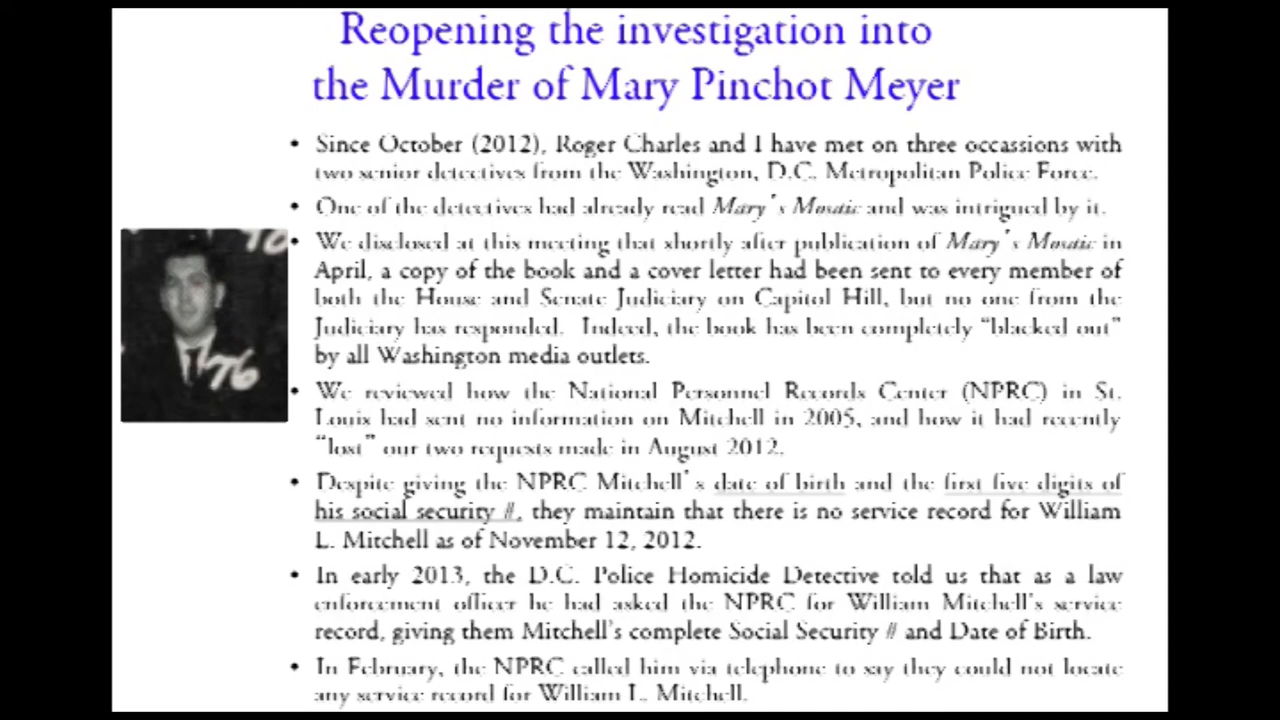 Reopening the investigation into
the Murder of Mary Pinchot Meyer
• Since October (2012), Roger Charles and I have met on three occassions with
two senior detectives from the Washington, D.C. Metropolitan Police Force.
• One of the detectives had already read Mary's Mosaic and was intrigued by it.
• We disclosed at this meeting that shortly after publication of Mary's Mosaic in
April, a copy of the book and a cover letter had been sent to every member of
both the House and Senate Judiciary on Capitol Hill, but no one from the
Judiciary has responded. Indeed, the book has been completely "blacked out"
by all Washington media outlets.
• We reviewed how the National Personnel Records Center (NPRC) in St.
Louis had sent no information on Mitchell in 2005, and how it had recently
"lost" our two requests made in August 2012.
• Despite giving the NPRC Mitchell's date of birth and the first five digits of
his social security #, they maintain that there is no service record for William
L. Mitchell as of November 12, 2012.
• In early 2013, the D.C. Police Homicide Detective told us that as a law
enforcement officer he had asked the NPRC for William Mitchell's service
record, giving them Mitchell's complete Social Security # and Date of Birth.
• In February, the NPRC called him via telephone to say they could not locate
any service record for William L. Mitchell.
76
76